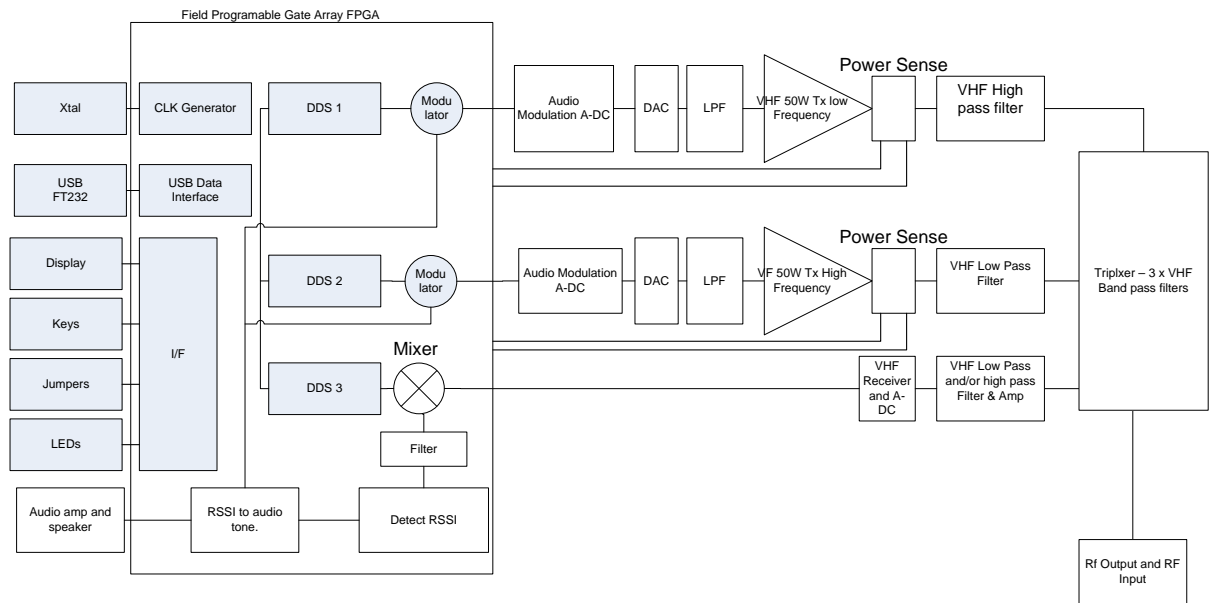 Field Programable Gate Array FPGA
Xtal
CLK Generator
DDS 1
Modu
lator
Audio
Modulation A-DC
DAC
LPF
VHF 50W Tx low
Frequency
Power Sense
VHF High
pass filter
USB
FT232
USB Data
Interface
Display
Keys
Jumpers
LEDs
I/F
DDS 2
Modu
lator
Audio Modulation
A-DC
DAC
LPF
VF 50W Tx High
Frequency
Power Sense
VHF Low Pass
Filter
Triplxer – 3 x VHF
Band pass filters
DDS 3
Mixer
VHF
Receiver
and A-
DC
VHF Low Pass
and/or high pass
Filter & Amp
Filter
Audio amp and
speaker
RSSI to audio
tone.
Detect RSSI
Rf Output and RF
Input